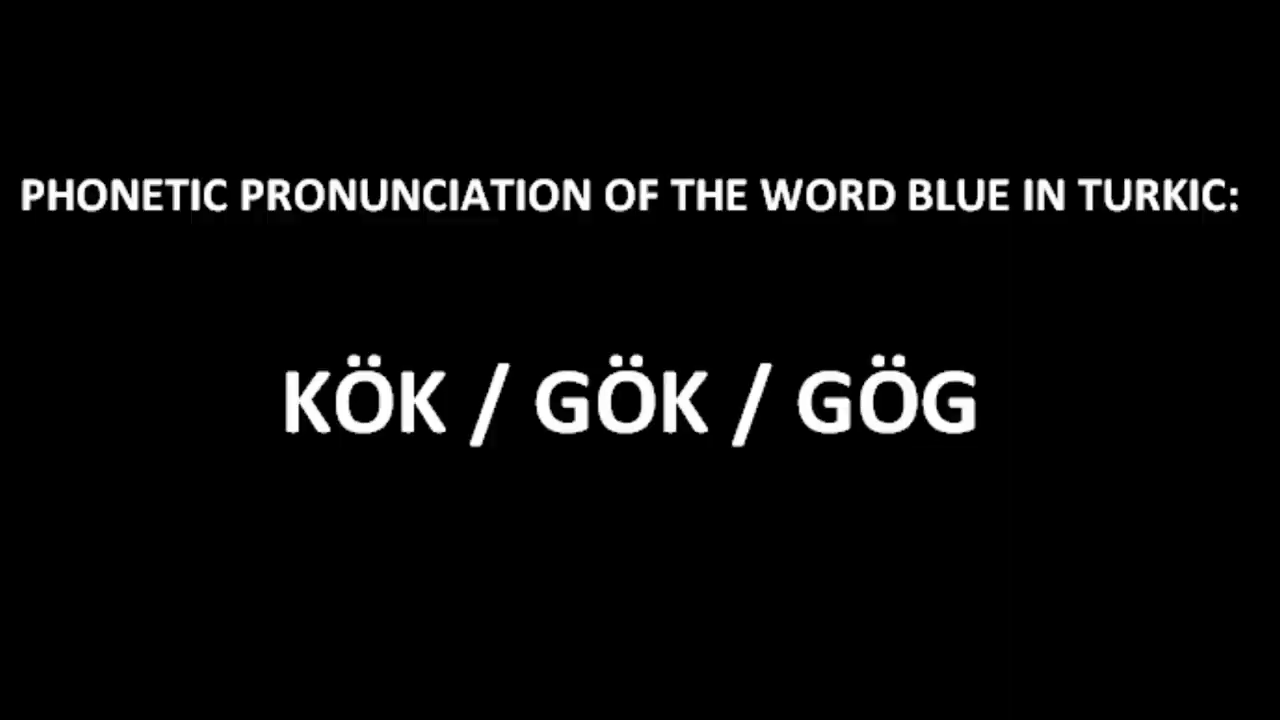 PHONETIC PRONUNCIATION OF THE WORD BLUE IN TURKIC:
KÖK / GÖK / GÖG